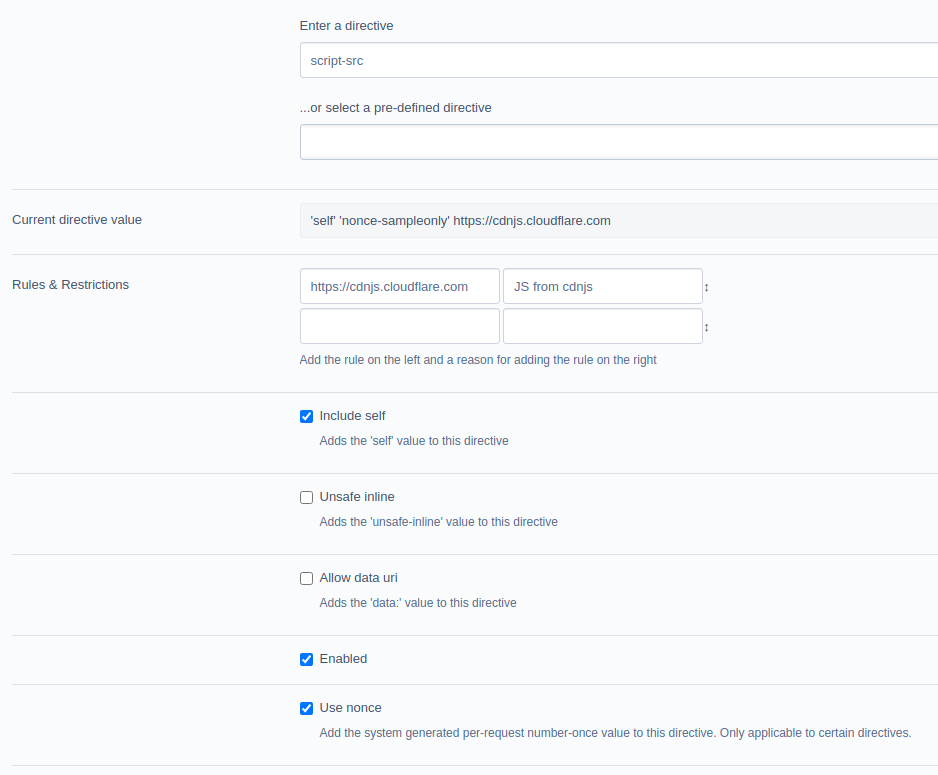 Enter a directive
script-src
...or select a pre-defined directive
Current directive value
'self' 'nonce-sampleonly' https://cdnjs.cloudflare.com
Rules & Restrictions
https://cdnjs.cloudflare.com JS from cdnjs
Add the rule on the left and a reason for adding the rule on the right
Include self
Adds the 'self' value to this directive
Unsafe inline
Adds the 'unsafe-inline' value to this directive
Allow data uri
Adds the 'data:' value to this directive
Enabled
Use nonce
Add the system generated per-request number-once value to this directive. Only applicable to certain directives.